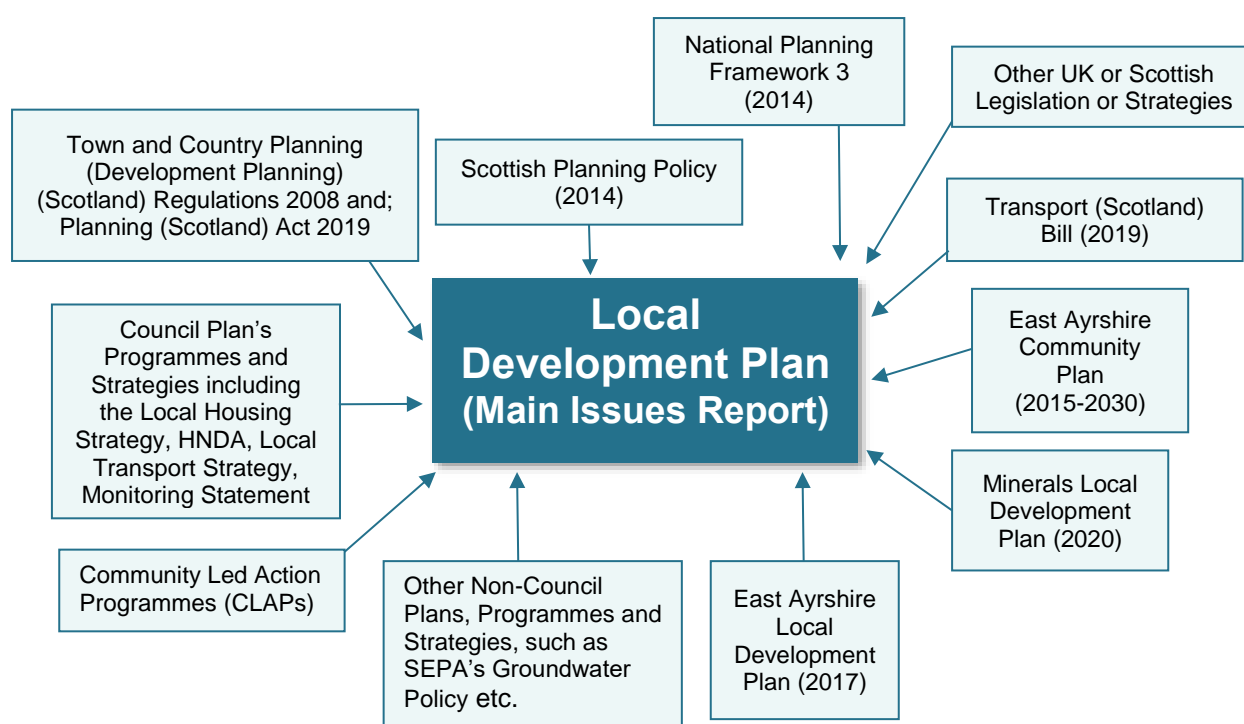 National Planning
Framework 3
(2014)
Other UK or Scottish
Legislation or Strategies
Town and Country Planning
(Development Planning)
(Scotland) Regulations 2008 and;
Planning (Scotland) Act 2019
Scottish Planning Policy
(2014)
Transport (Scotland)
Bill (2019)
Local
Development Plan
(Main Issues Report)
Council Plan’s
Programmes and
Strategies including
the Local Housing
Strategy, HNDA, Local
Transport Strategy,
Monitoring Statement
East Ayrshire
Community
Plan
(2015-2030)
Minerals Local
Development
Plan (2020)
Community Led Action
Programmes (CLAPs)
Other Non-Council
Plans, Programmes and
Strategies, such as
SEPA’s Groundwater
Policy etc.
East Ayrshire
Local
Development
Plan (2017)